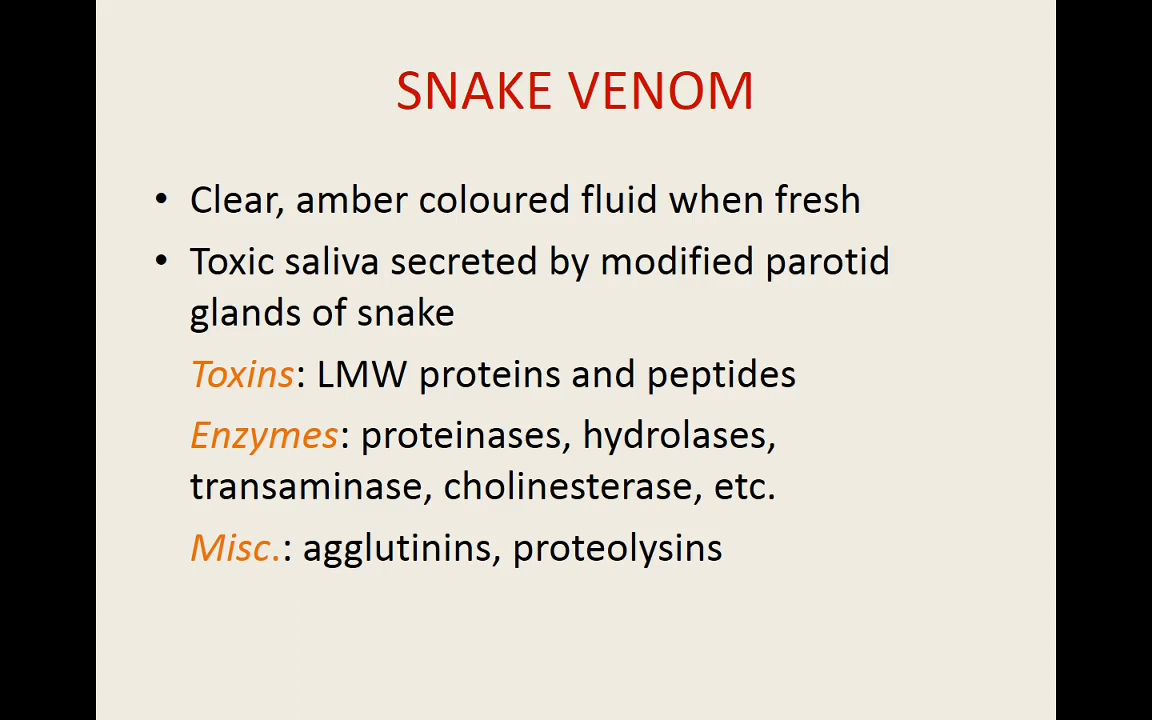 SNAKE VENOM
• Clear, amber coloured fluid when fresh
• Toxic saliva secreted by modified parotid
glands of snake
Toxins: LMW proteins and peptides
Enzymes: proteinases, hydrolases,
transaminase, cholinesterase, etc.
Misc.: agglutinins, proteolysins